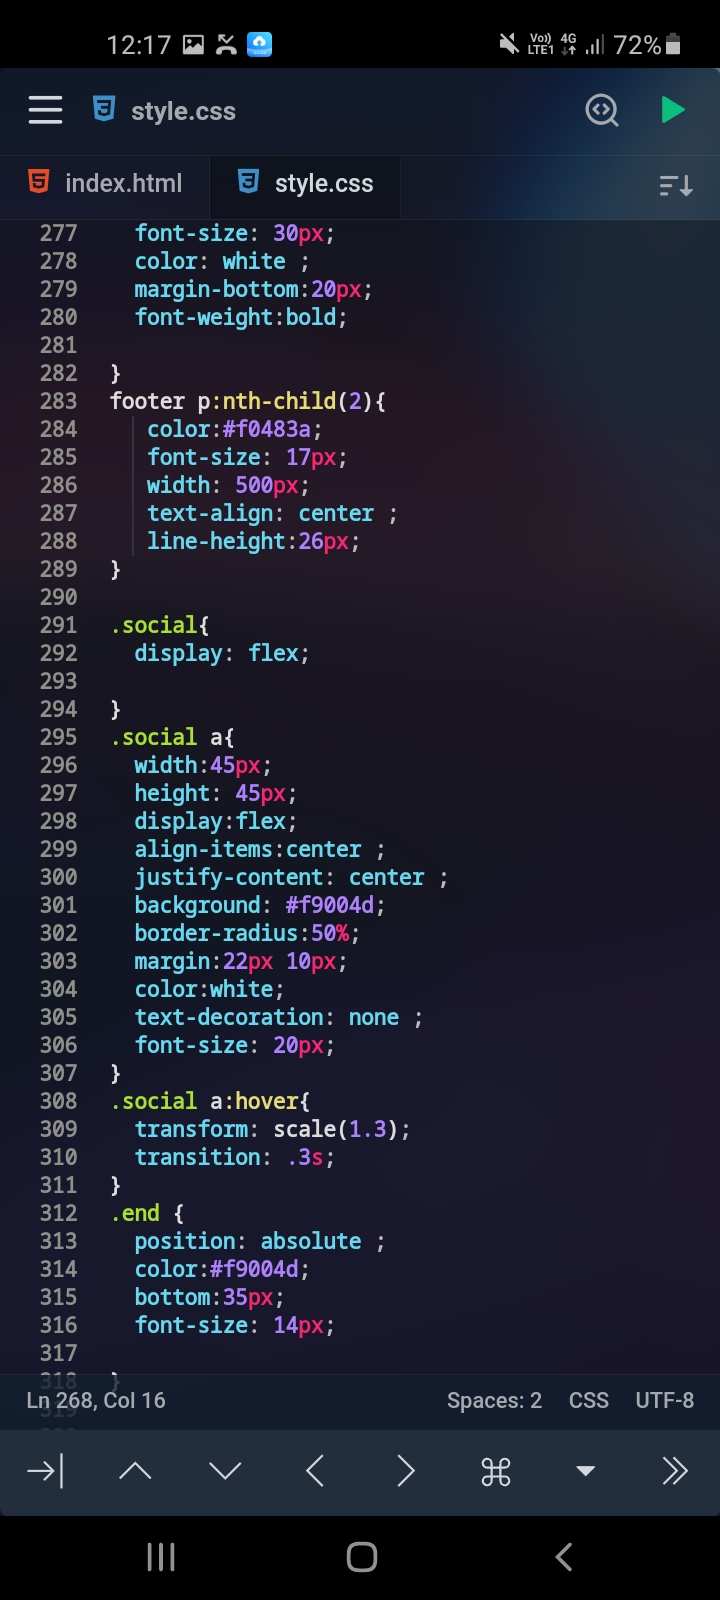 12:17 Vo)) LTE1 4G 72%
style.css
index.html style.css
277 font-size: 30px;
278 color: white ;
279 margin-bottom:20px;
280 font-weight:bold;
281
282 }
283 footer p:nth-child(2){
284 color:#f0483a;
285 font-size: 17px;
286 width: 500px;
287 text-align: center ;
288 line-height:26px;
289 }
290
291 .social{
292 display: flex;
293
294 }
295 .social a{
296 width:45px;
297 height: 45px;
298 display:flex;
299 align-items:center ;
300 justify-content: center ;
301 background: #f9004d;
302 border-radius:50%;
303 margin:22px 10px;
304 color:white;
305 text-decoration: none ;
306 font-size: 20px;
307 }
308 .social a:hover{
309 transform: scale(1.3);
310 transition: .3s;
311 }
312 .end {
313 position: absolute ;
314 color:#f9004d;
315 bottom:35px;
316 font-size: 14px;
317
318 }
Ln 268, Col 16 Spaces: 2 CSS UTF-8
319